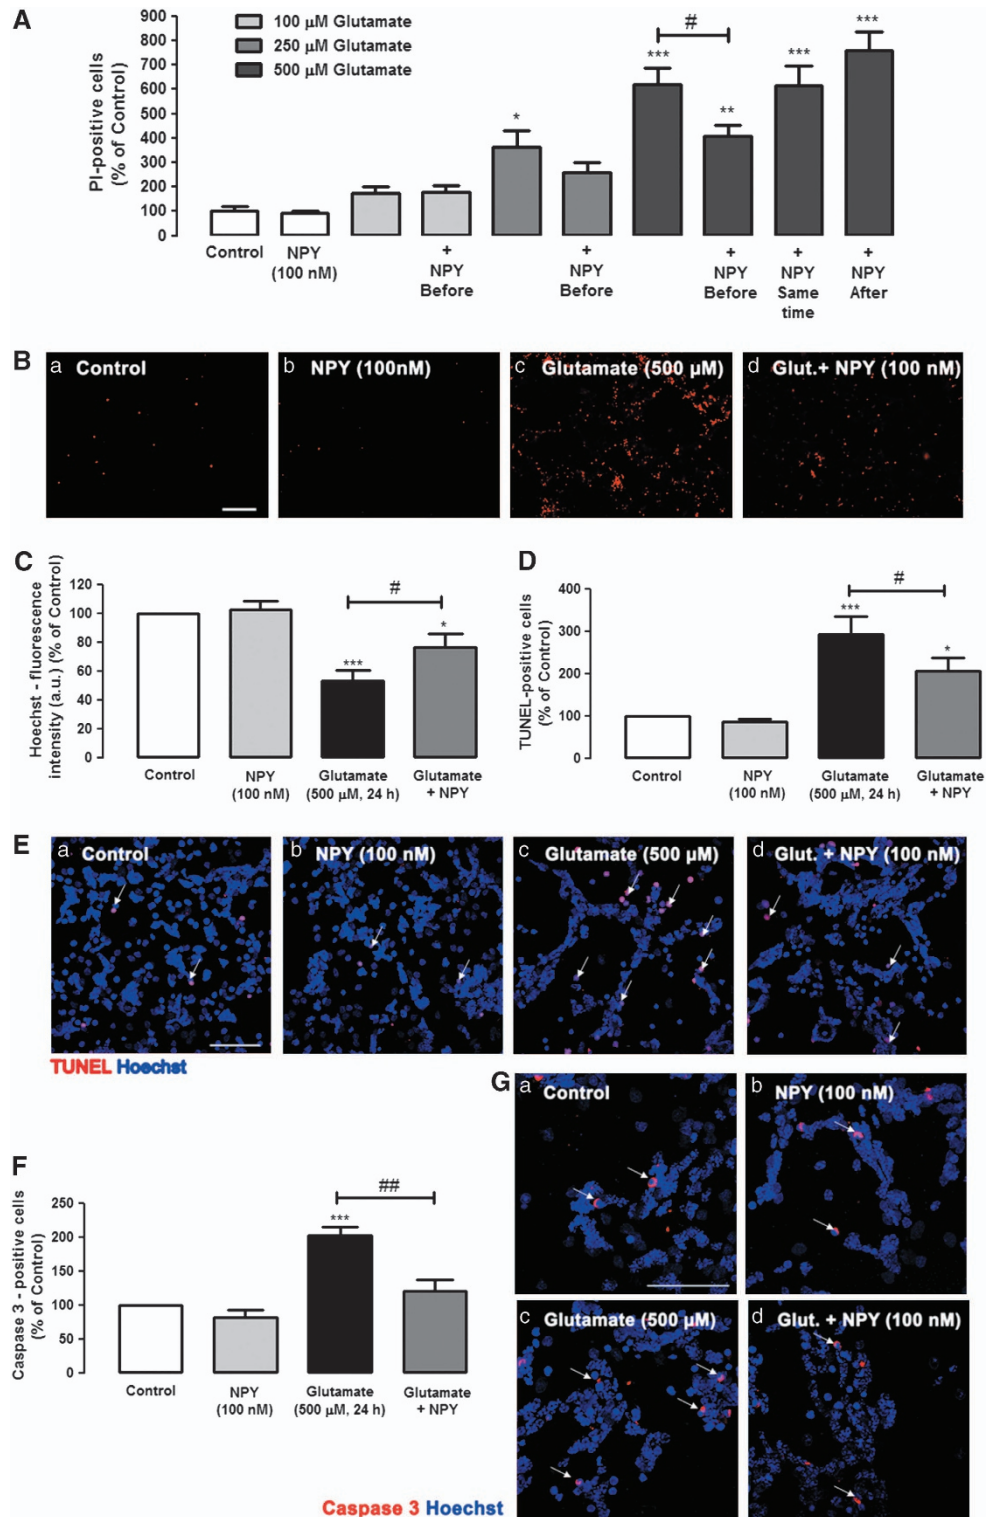 A
PI-positive cells
(% of Control)
900
800
700
600
500
400
300
200
100
0
100 µM Glutamate
250 µM Glutamate
500 µM Glutamate
*
***
#
**
***
***
Control
NPY
(100 nM)
+
NPY
Before
+
NPY
Before
+
NPY
Before
+
NPY
Same
time
+
NPY
After
B
a
Control
b
NPY (100nM)
c
Glutamate (500 µM)
d
Glut.+ NPY (100 nM)
C
Hoechst - fluorescence
intensity (a.u.) (% of Control)
120
100
80
60
40
20
0
***
#
*
Control
NPY
(100 nM)
Glutamate
(500 µM, 24 h)
Glutamate
+ NPY
D
TUNEL-positive cells
(% of Control)
400
300
200
100
0
***
#
*
Control
NPY
(100 nM)
Glutamate
(500 µM, 24 h)
Glutamate
+ NPY
E
a
Control
b
NPY (100 nM)
c
Glutamate (500 µM)
d
Glut. + NPY (100 nM)
TUNEL Hoechst
F
Caspase 3 - positive cells
(% of Control)
250
200
150
100
50
0
***
##
Control
NPY
(100 nM)
Glutamate
(500 µM, 24 h)
Glutamate
+ NPY
G
a
Control
b
NPY (100 nM)
c
Glutamate (500 µM)
d
Glut. + NPY (100 nM)
Caspase 3 Hoechst